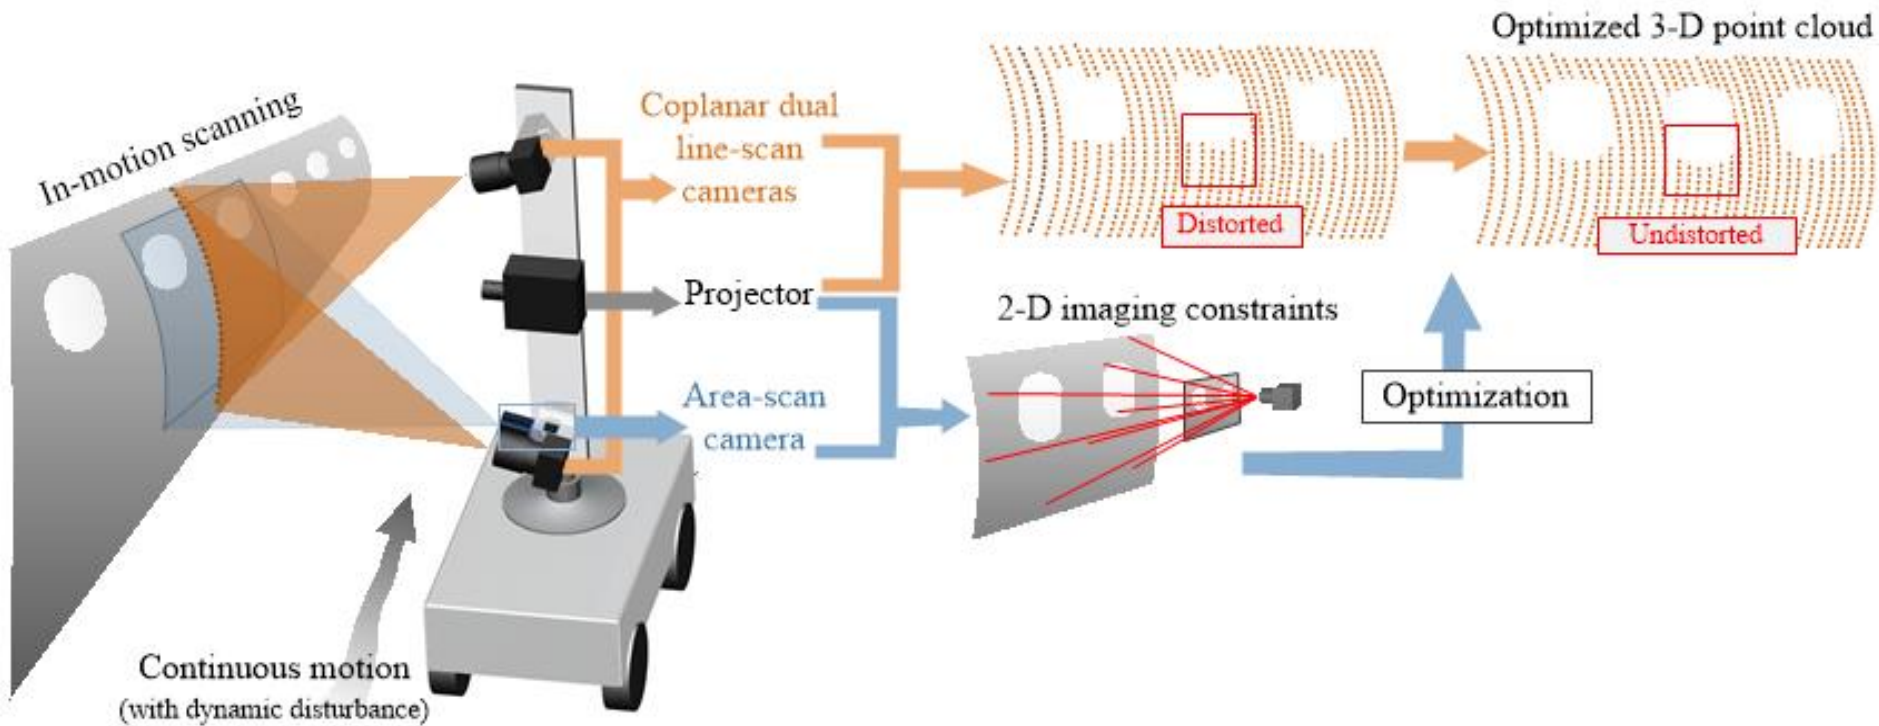 In-motion scanning
Coplanar dual
line-scan
cameras
Projector
Area-scan
camera
Continuous motion
(with dynamic disturbance)
Distorted
Optimized 3-D point cloud
Undistorted
2-D imaging constraints
Optimization